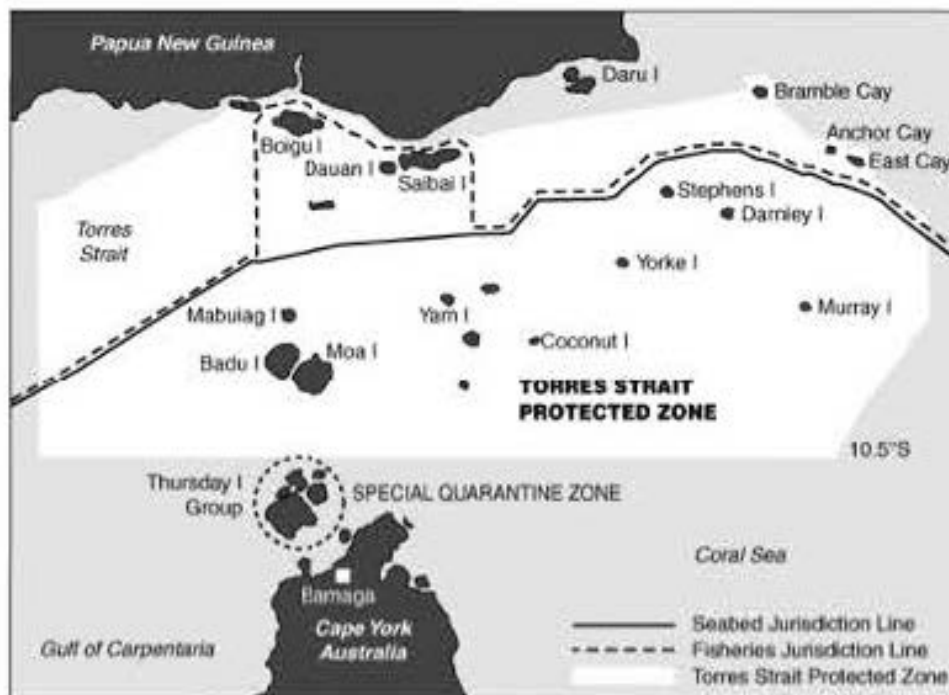 Papua New Guinea
Daru I
Bramble Cay
Boigu I
Anchor Cay
Dauan I
East Cay
Saibai I
Stephens I
Torres
Strait
Darnley I
Yorke I
Mabuiag I
Yam I
Murray I
Badu I
Moa I
Coconut I
TORRES STRAIT
PROTECTED ZONE
10.5°S
Thursday I
Group
SPECIAL QUARANTINE ZONE
Coral Sea
Bamaga
Cape York
Australia
Gulf of Carpentaria
Seabed Jurisdiction Line
Fisheries Jurisdiction Line
Torres Strait Protected Zone